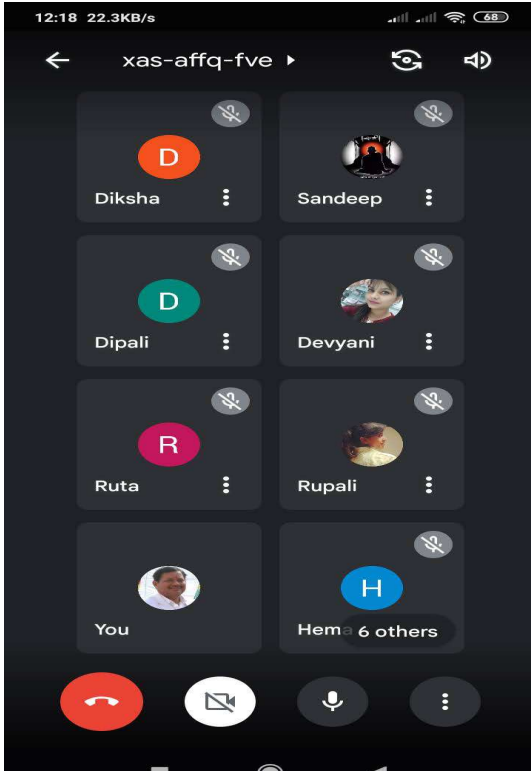 12:18 22.3KB/s 68
xas-affq-fve
D
Diksha
Sandeep
D
Dipali
Devyani
R
Ruta
Rupali
You
H
Hema 6 others